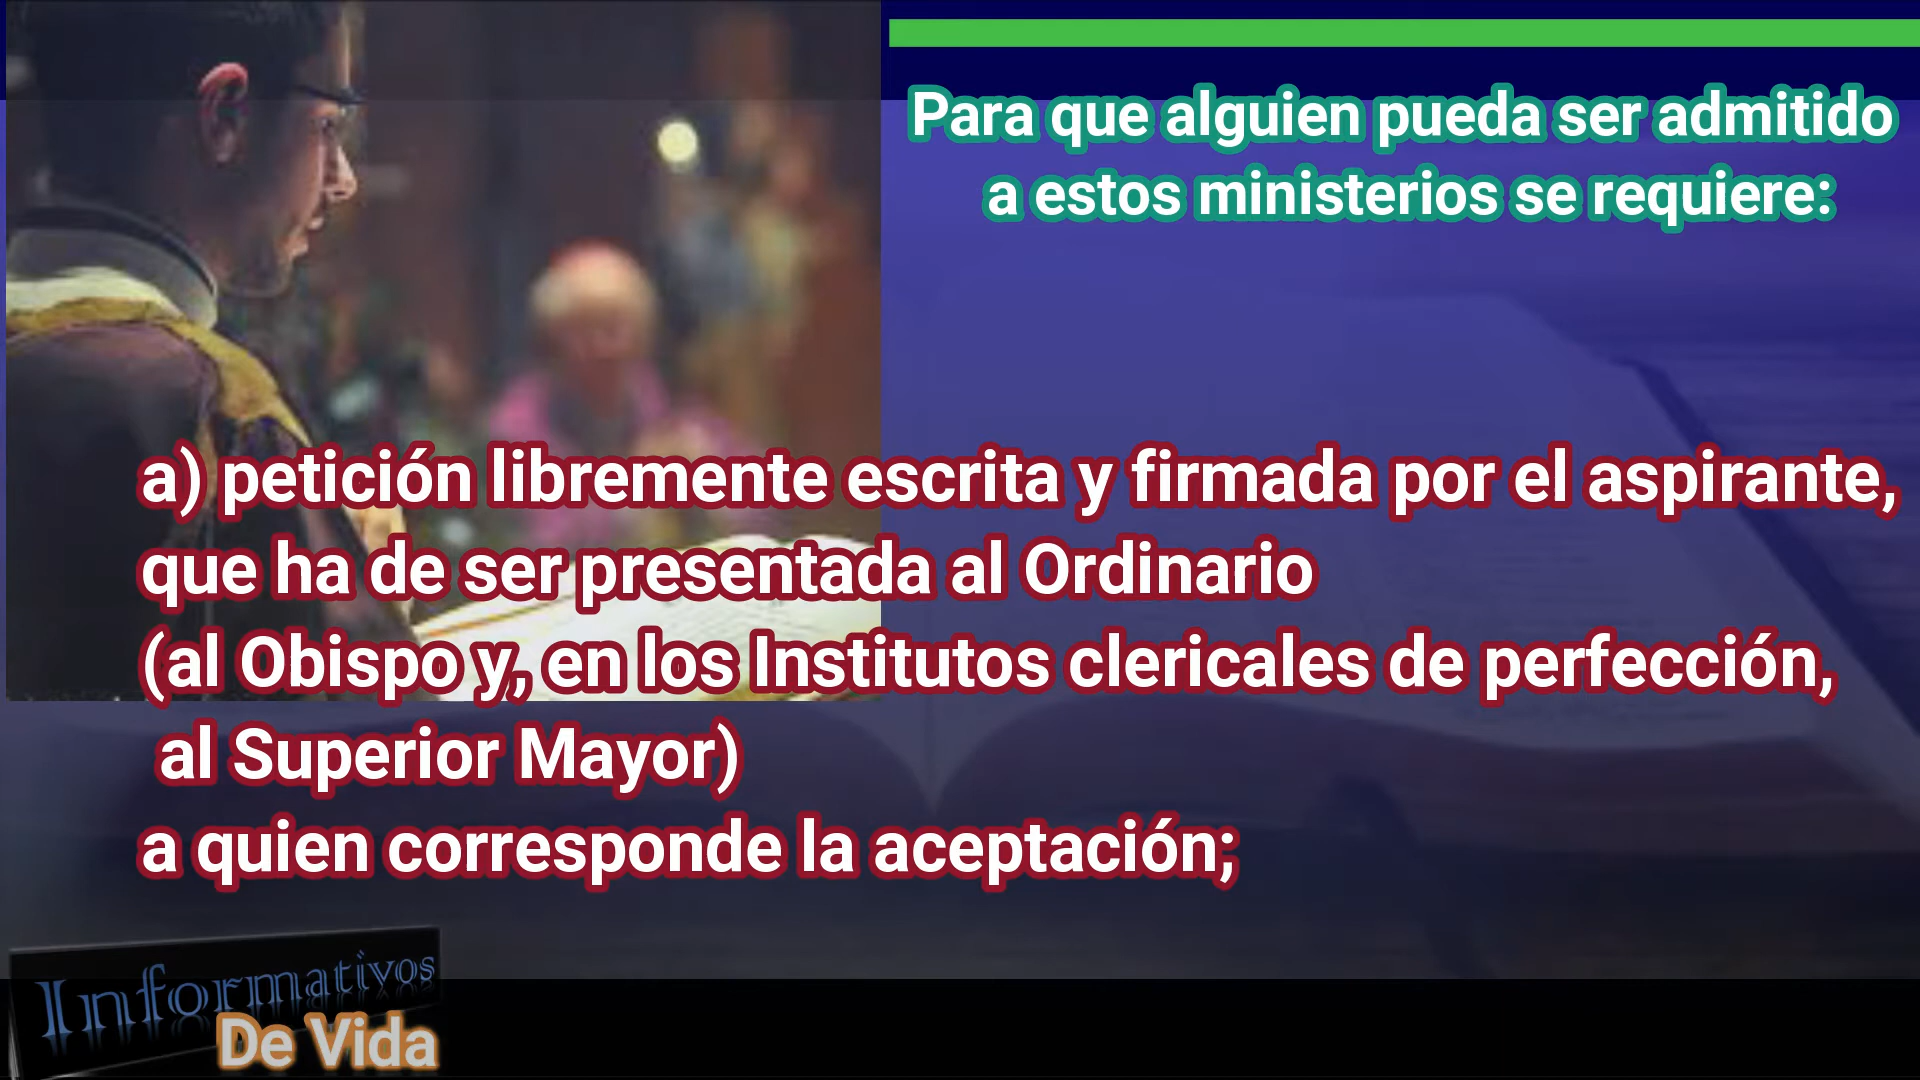 Para que alguien pueda ser admitido
a estos ministerios se requiere:
a) petición libremente escrita y firmada por el aspirante,
que ha de ser presentada al Ordinario
(al Obispo y, en los Institutos clericales de perfección,
al Superior Mayor)
a quien corresponde la aceptación;
Informativos
De Vida